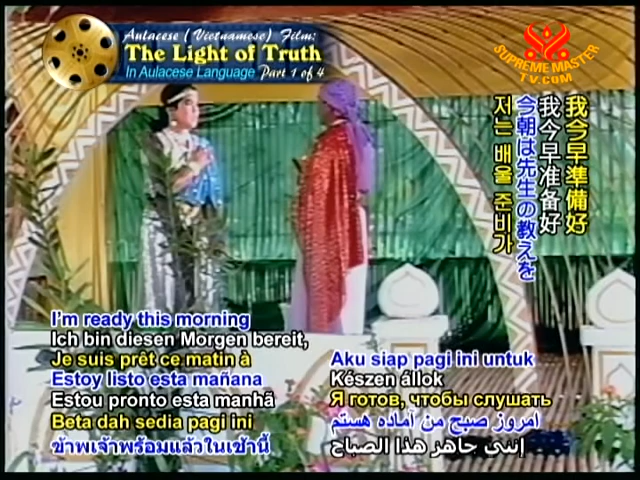 Aulacese (Vietnamese) Film:
The Light of Truth
In Aulacese Language Part 1 of 4
SUPREME MASTER
TV.COM
我今早準備好
我今早准备好
今朝は先生の教えを
저는 배울 준비가
I'm ready this morning
Ich bin diesen Morgen bereit,
Je suis prêt ce matin à
Estoy listo esta mañana
Estou pronto esta manhã
Beta dah sedia pagi ini
ข้าพเจ้าพร้อมแล้วในเช้านี้
Aku siap pagi ini untuk
Készen állok
Я готов, чтобы слушать
امروز صبح من آماده هستم
إننى جاهز هذا الصباح